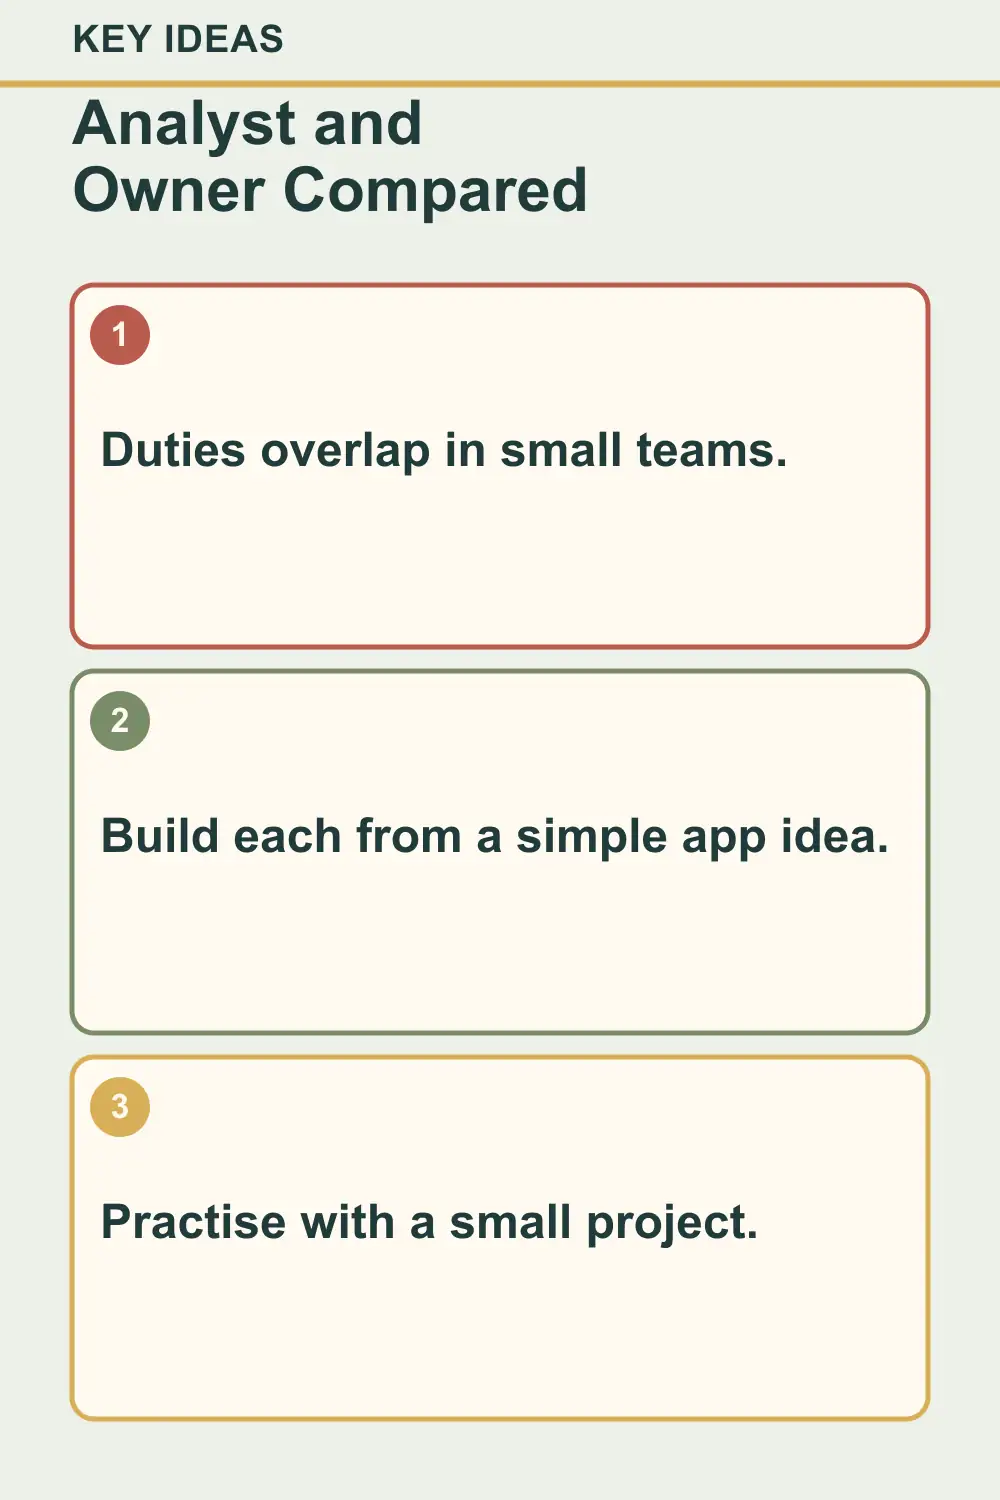 KEY IDEAS
Analyst and
Owner Compared
1
Duties overlap in small teams.
2
Build each from a simple app idea.
3
Practise with a small project.